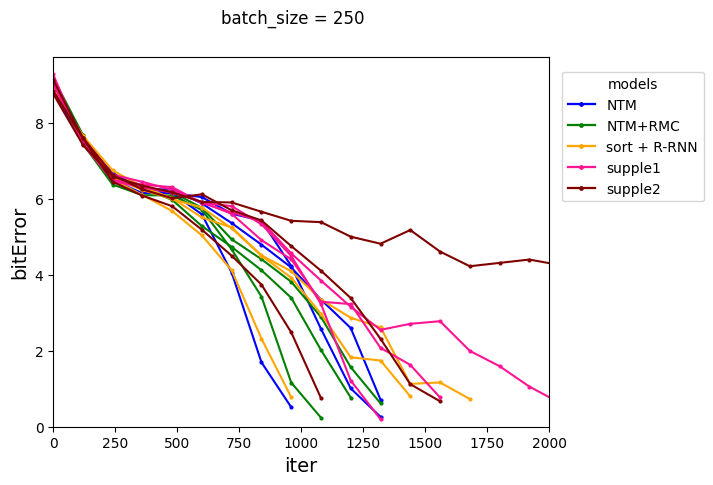 batch_size = 250
bitError
8
6
4
2
0
0 250 500 750 1000 1250 1500 1750 2000
iter
models
NTM
NTM+RMC
sort + R-RNN
supple1
supple2